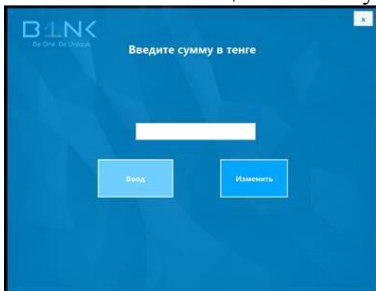 B1NK
Be One. Be Unique.
x
Введите сумму в тенге
Ввод
Изменить